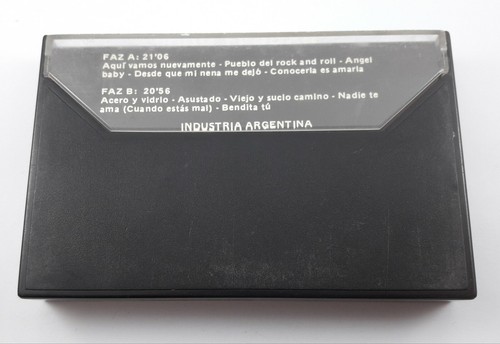 FAZ A: 21'06
Aquí vamos nuevamente - Pueblo del rock and roll - Angel
baby - Desde que mi nena me dejó - Conocerla es amarla
FAZ B: 20'56
Acero y vidrio - Asustado - Viejo y sucio camino - Nadie te
ama (Cuando estás mal) - Bendita tú
INDUSTRIA ARGENTINA